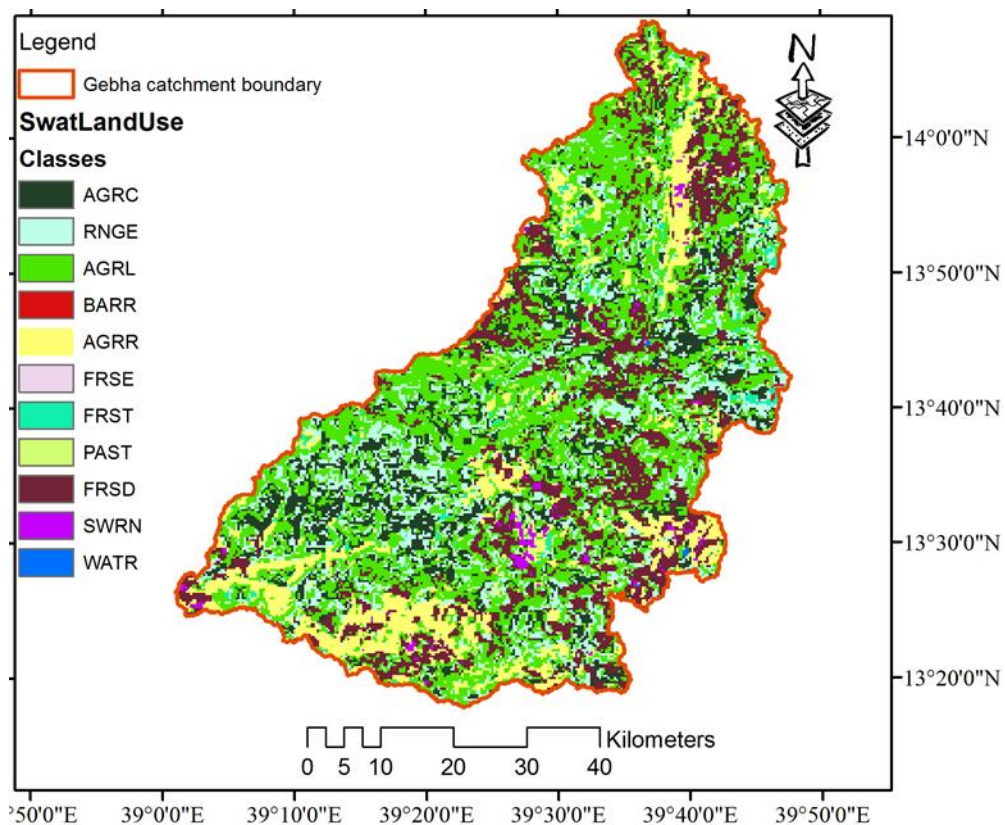 Legend
Gebha catchment boundary
SwatLandUse
Classes
AGRC
RNGE
AGRL
BARR
AGRR
FRSE
FRST
PAST
FRSD
SWRN
WATR
N
14°0'0"N
13°50'0"N
13°40'0"N
13°30'0"N
13°20'0"N
Kilometers
0 5 10 20 30 40
°50'0"E 39°0'0"E 39°10'0"E 39°20'0"E 39°30'0"E 39°40'0"E 39°50'0"E